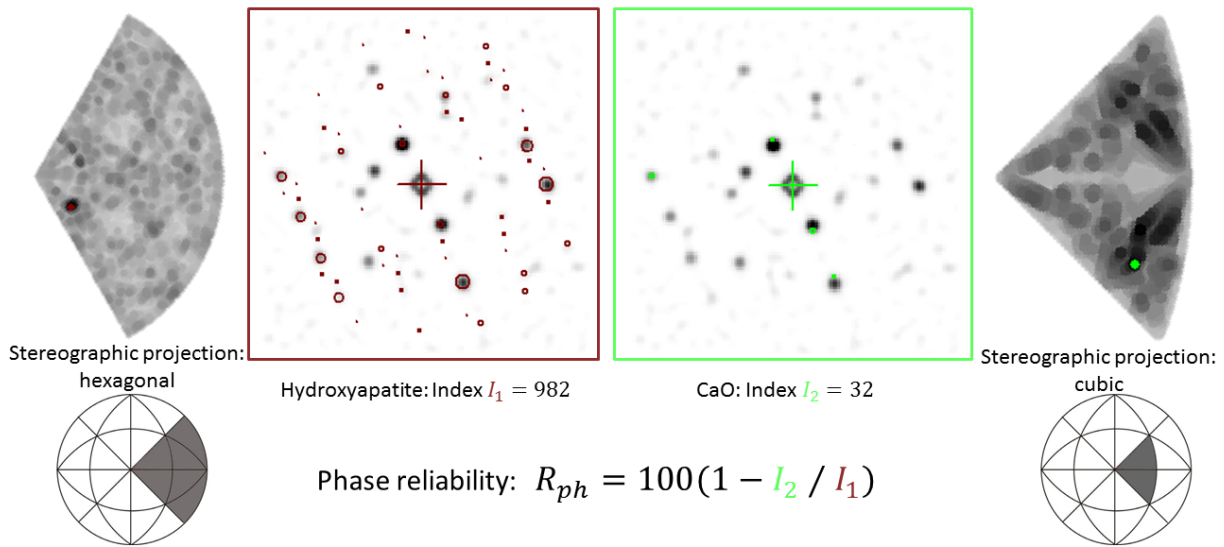 Stereographic projection:
hexagonal
Hydroxyapatite: Index I₁ = 982
CaO: Index I₂ = 32
Stereographic projection:
cubic
Phase reliability: R_ph = 100(1 − I₂ / I₁)